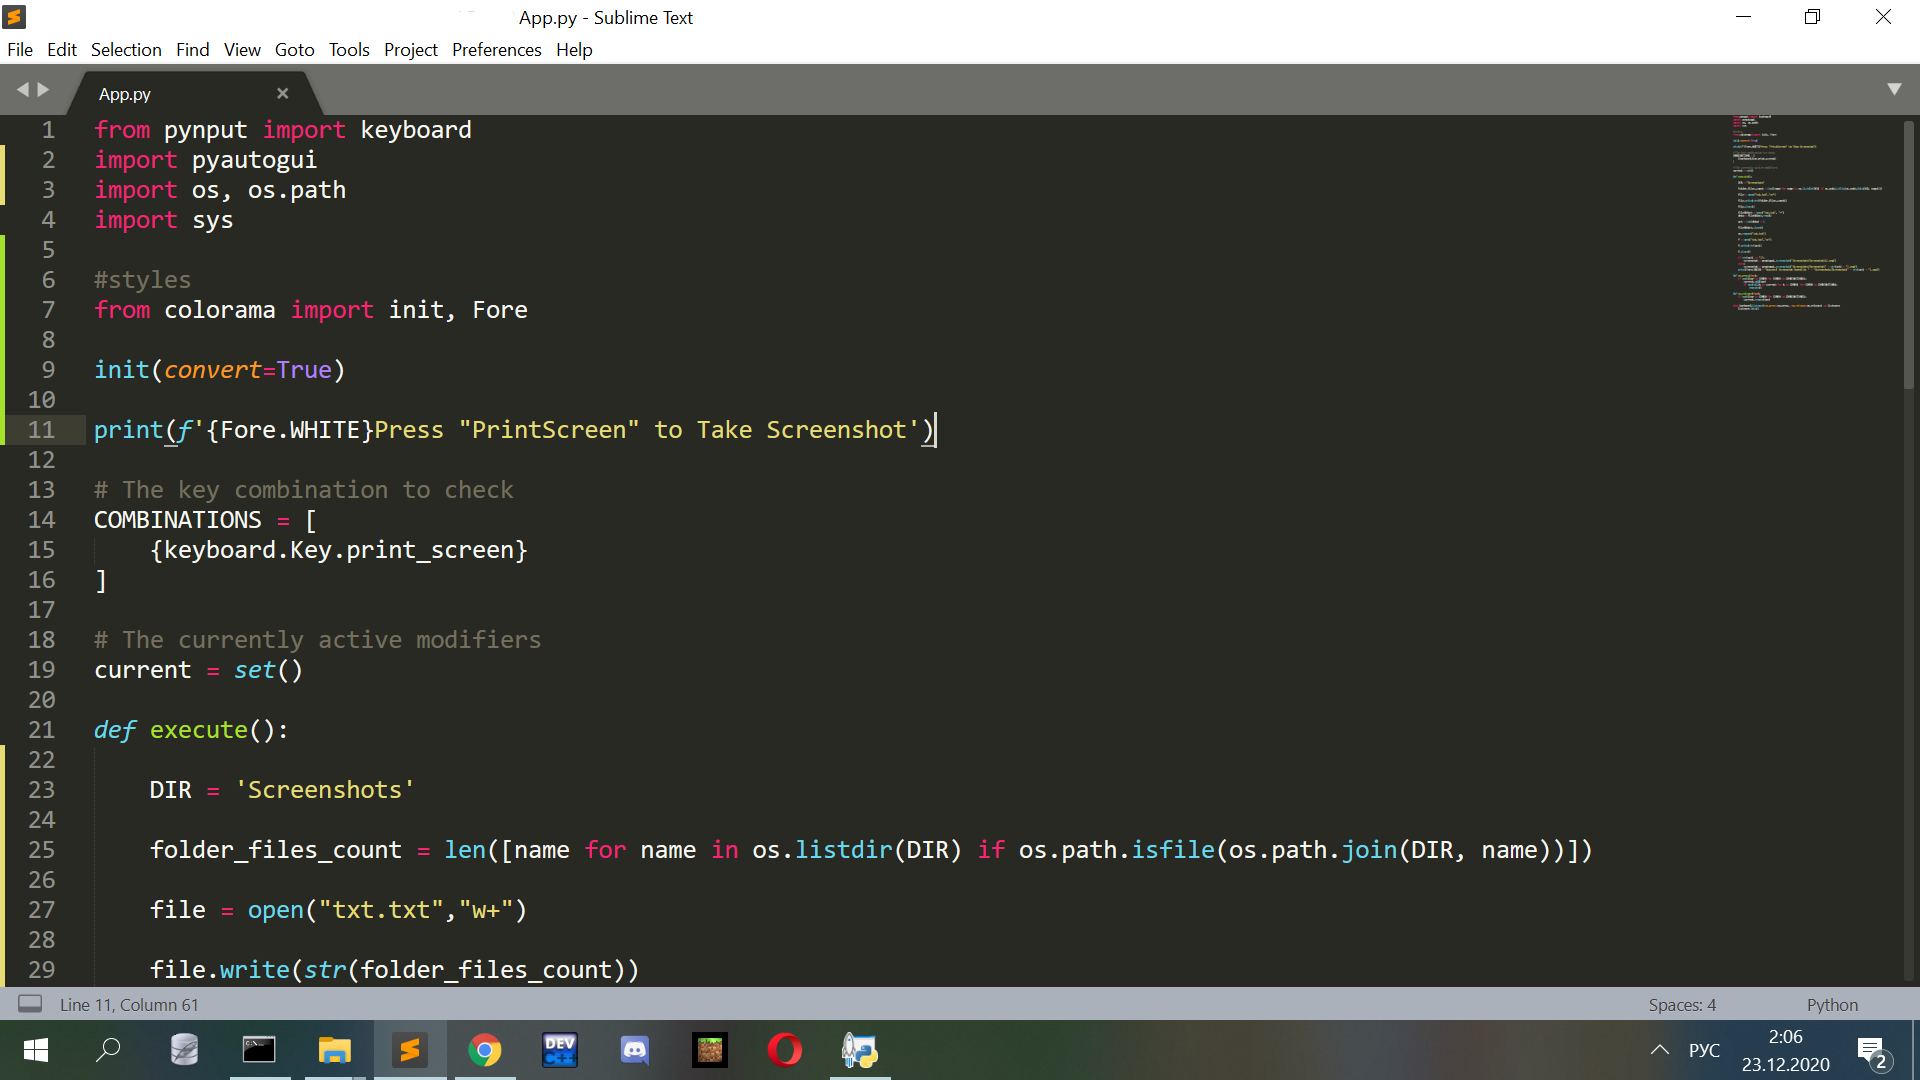 App.py - Sublime Text
File Edit Selection Find View Goto Tools Project Preferences Help
App.py
1 from pynput import keyboard
2 import pyautogui
3 import os, os.path
4 import sys
5
6 #styles
7 from colorama import init, Fore
8
9 init(convert=True)
10
11 print(f'{Fore.WHITE}Press "PrintScreen" to Take Screenshot')
12
13 # The key combination to check
14 COMBINATIONS = [
15     {keyboard.Key.print_screen}
16 ]
17
18 # The currently active modifiers
19 current = set()
20
21 def execute():
22
23     DIR = 'Screenshots'
24
25     folder_files_count = len([name for name in os.listdir(DIR) if os.path.isfile(os.path.join(DIR, name))])
26
27     file = open("txt.txt","w+")
28
29     file.write(str(folder_files_count))
Line 11, Column 61
Spaces: 4
Python
C:\
DEV
C++
РУС
2:06
23.12.2020
2